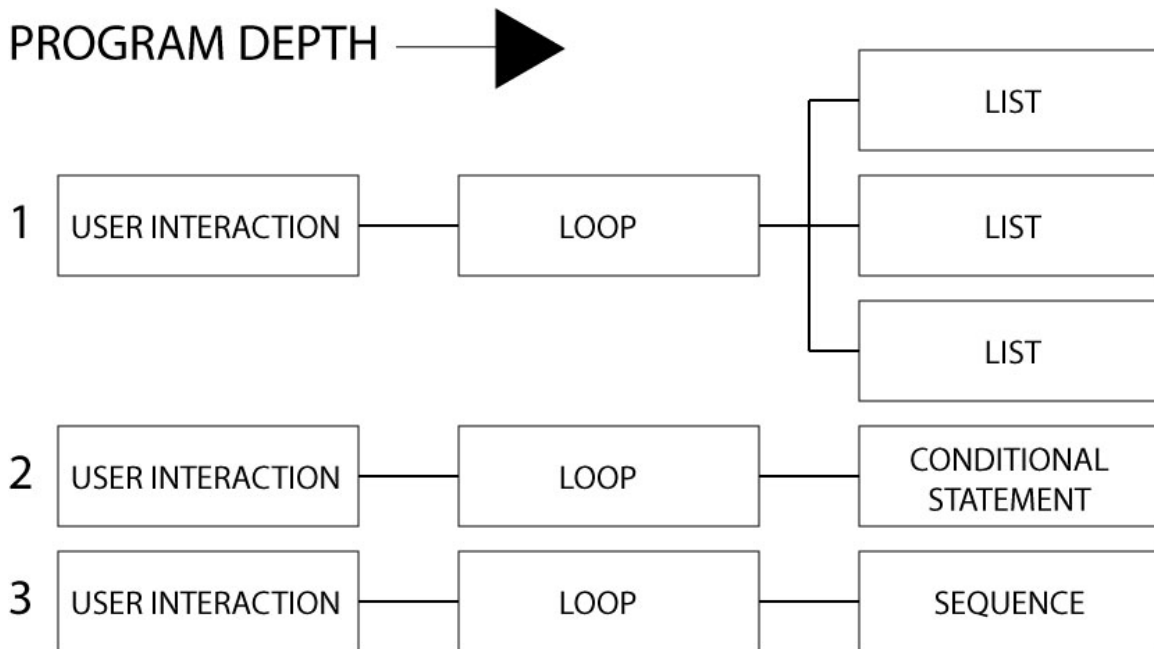 PROGRAM DEPTH
LIST
1 USER INTERACTION LOOP LIST
LIST
2 USER INTERACTION LOOP CONDITIONAL
STATEMENT
3 USER INTERACTION LOOP SEQUENCE